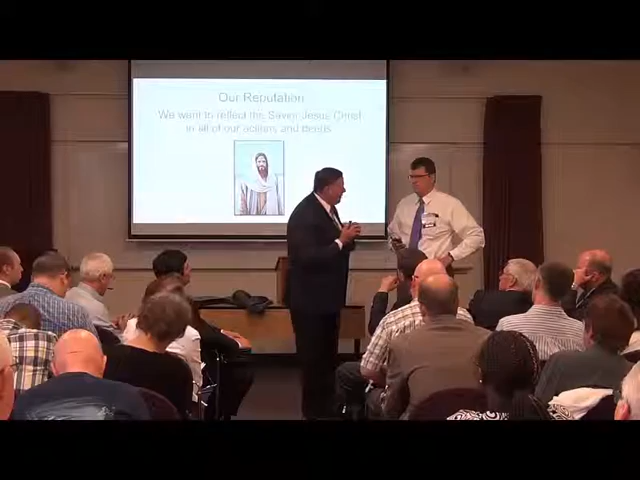 Our Reputation
We want to reflect the Savior Jesus Christ
in all of our actions and deeds